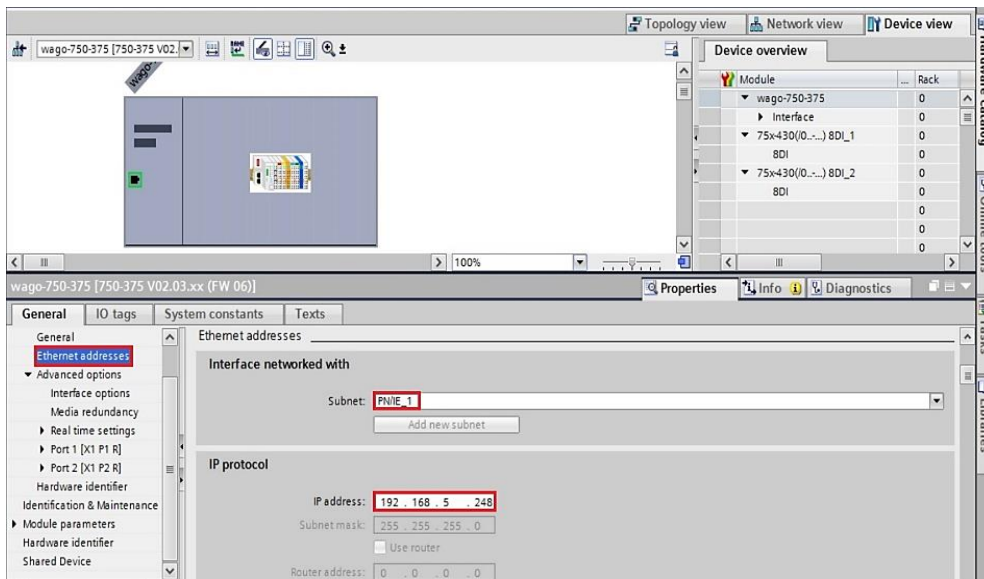 Topology view Network view Device view
wago-750-375 [750-375 V02.
Device overview
wago
Module ... Rack
wago-750-375 0
Interface 0
75x-430(/0..-...) 8DI_1 0
8DI 0
75x-430(/0..-...) 8DI_2 0
8DI 0
0
0
0
100%
wago-750-375 [750-375 V02.03.xx (FW 06)]
Properties Info Diagnostics
General IO tags System constants Texts
General
Ethernet addresses
Advanced options
Interface options
Media redundancy
Real time settings
Port 1 [X1 P1 R]
Port 2 [X1 P2 R]
Hardware identifier
Identification & Maintenance
Module parameters
Hardware identifier
Shared Device
Ethernet addresses
Interface networked with
Subnet: PN/IE_1
Add new subnet
IP protocol
IP address: 192 . 168 . 5 . 248
Subnet mask: 255 . 255 . 255 . 0
Use router
Router address: 0 . 0 . 0 . 0